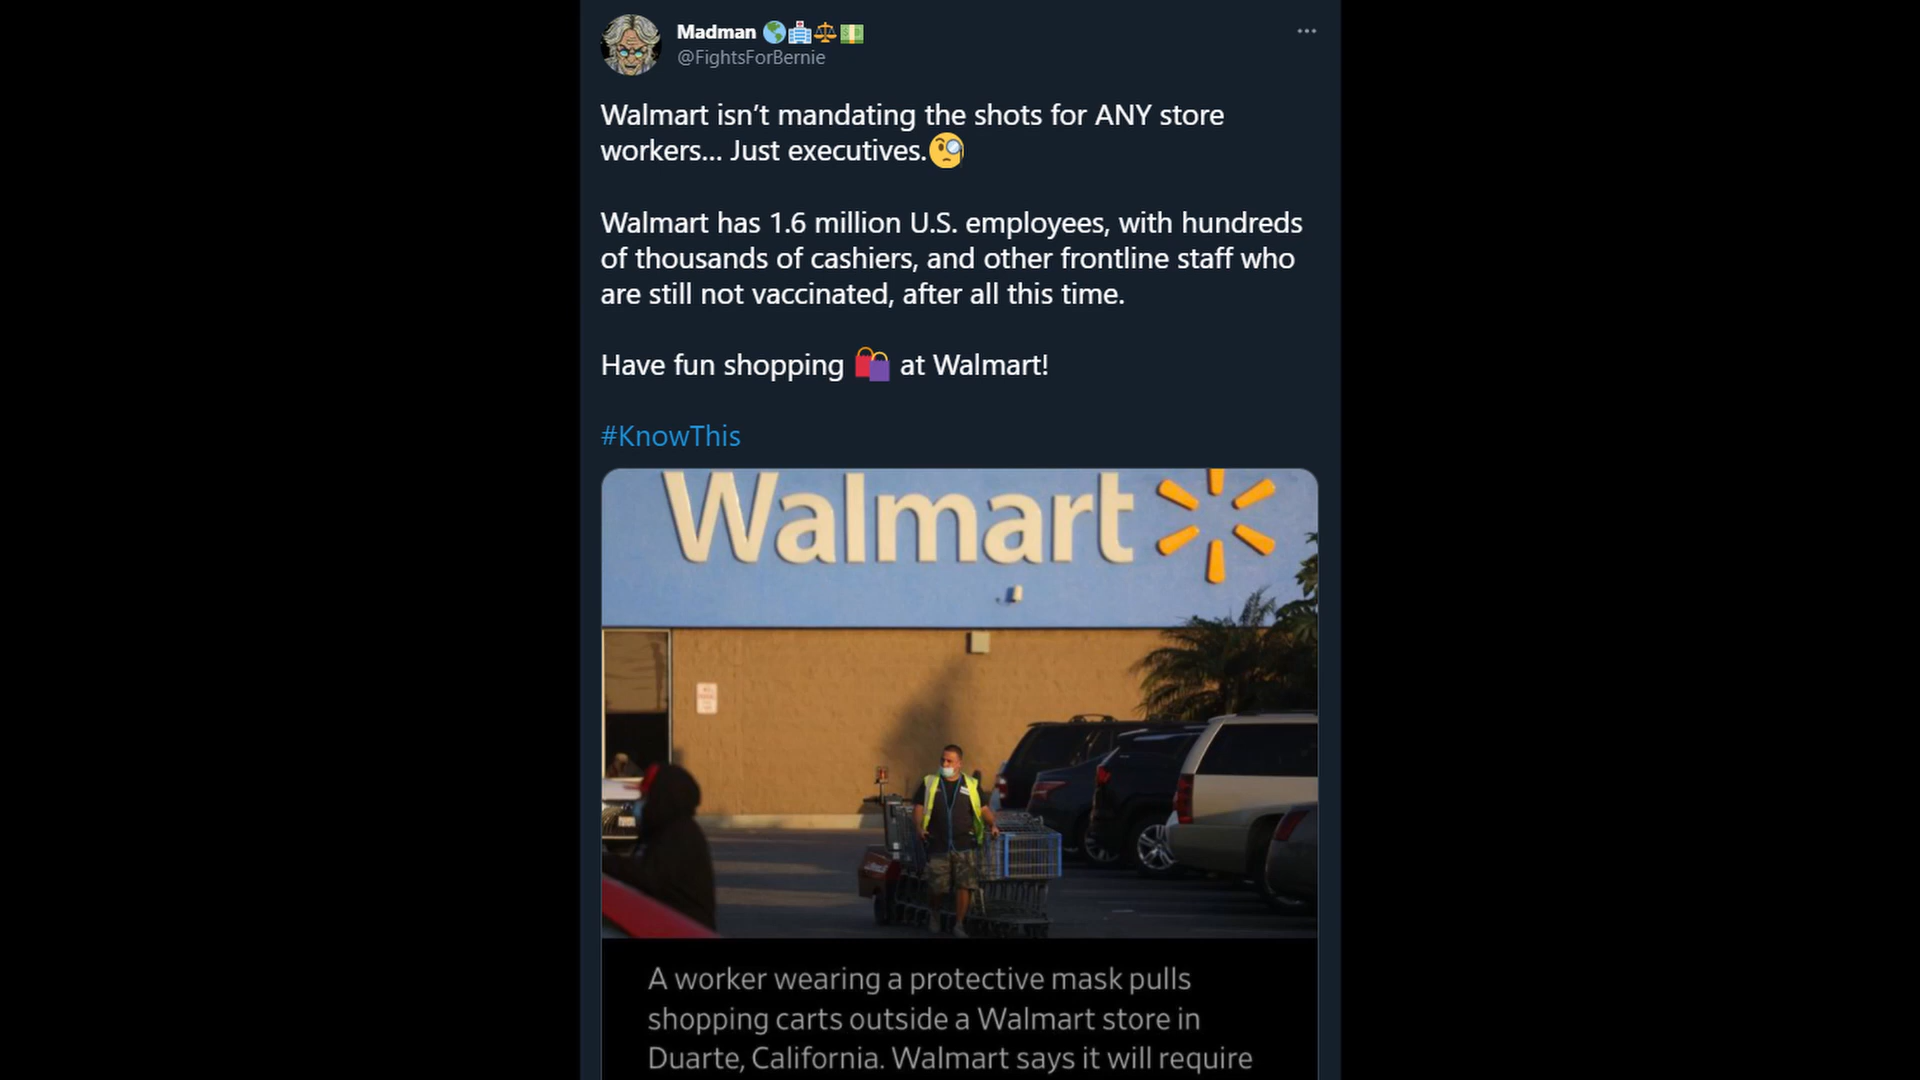 Madman 🌎🏥⚖️💵
@FightsForBernie
Walmart isn’t mandating the shots for ANY store
workers... Just executives.🧐
Walmart has 1.6 million U.S. employees, with hundreds
of thousands of cashiers, and other frontline staff who
are still not vaccinated, after all this time.
Have fun shopping 🛍️ at Walmart!
#KnowThis
Walmart
A worker wearing a protective mask pulls
shopping carts outside a Walmart store in
Duarte, California. Walmart says it will require